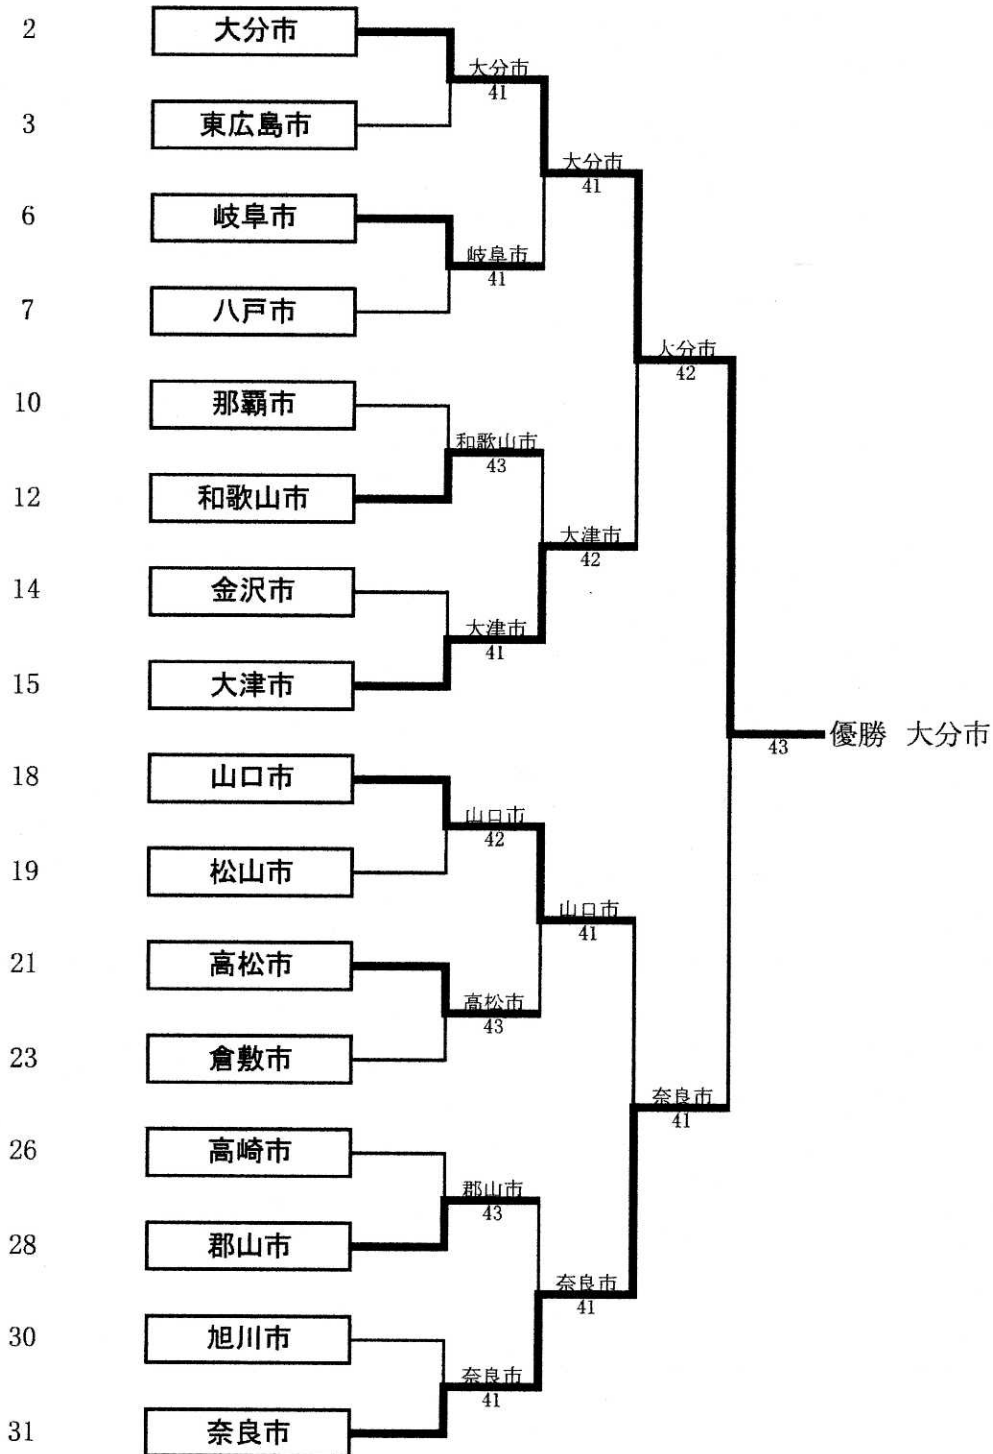 2 大分市
大分市
41
3 東広島市
大分市
41
6 岐阜市
岐阜市
41
7 八戸市
大分市
42
10 那覇市
和歌山市
43
12 和歌山市
大津市
42
14 金沢市
大津市
41
15 大津市
優勝 大分市
43
18 山口市
山口市
42
19 松山市
山口市
41
21 高松市
高松市
43
23 倉敷市
奈良市
41
26 高崎市
郡山市
43
28 郡山市
奈良市
41
30 旭川市
奈良市
41
31 奈良市